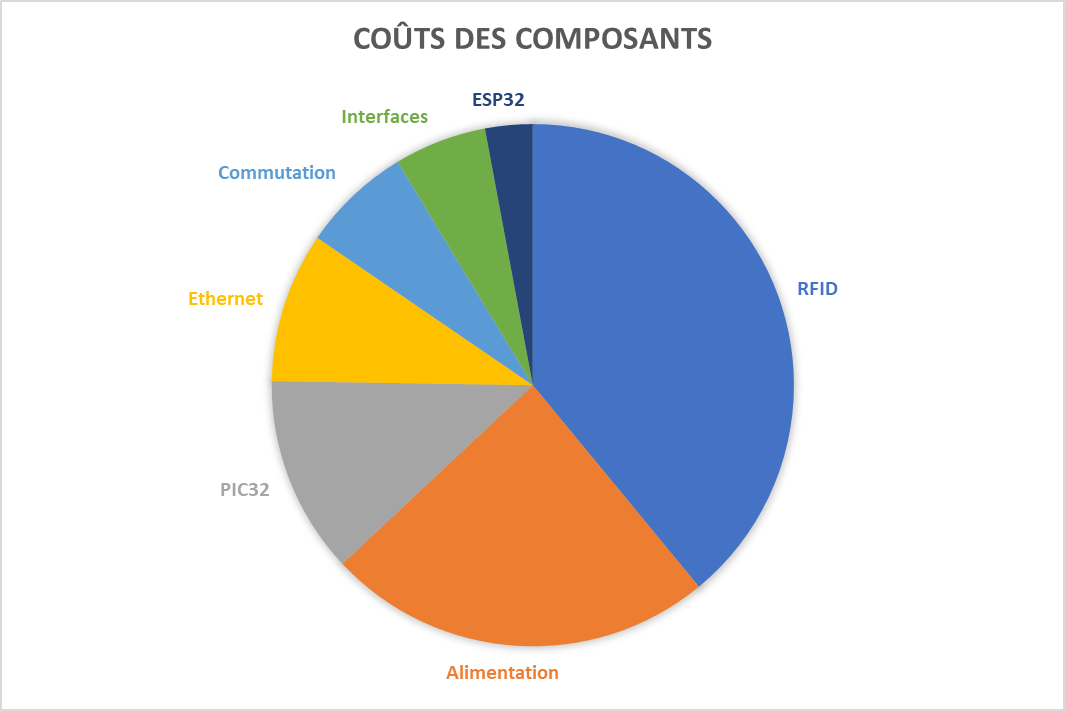 COÛTS DES COMPOSANTS
ESP32
Interfaces
Commutation
RFID
Ethernet
PIC32
Alimentation